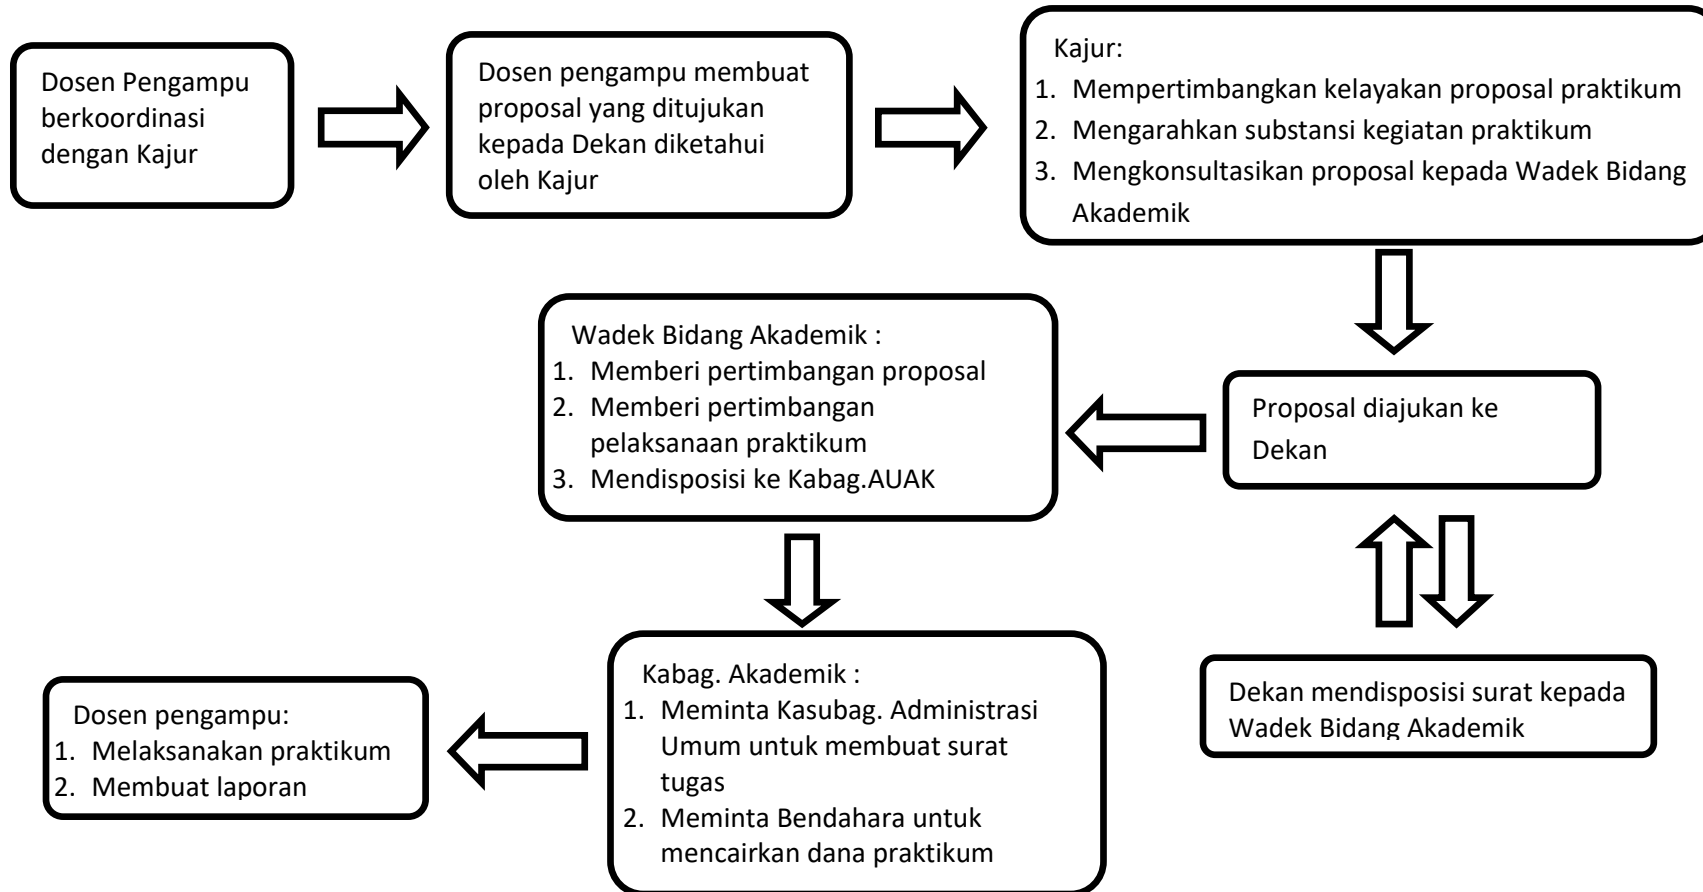 Dosen Pengampu
berkoordinasi
dengan Kajur
Dosen pengampu membuat
proposal yang ditujukan
kepada Dekan diketahui
oleh Kajur
Kajur:
1. Mempertimbangkan kelayakan proposal praktikum
2. Mengarahkan substansi kegiatan praktikum
3. Mengkonsultasikan proposal kepada Wadek Bidang
Akademik
Proposal diajukan ke
Dekan
Dekan mendisposisi surat kepada
Wadek Bidang Akademik
Wadek Bidang Akademik :
1. Memberi pertimbangan proposal
2. Memberi pertimbangan
pelaksanaan praktikum
3. Mendisposisi ke Kabag.AUAK
Kabag. Akademik :
1. Meminta Kasubag. Administrasi
Umum untuk membuat surat
tugas
2. Meminta Bendahara untuk
mencairkan dana praktikum
Dosen pengampu:
1. Melaksanakan praktikum
2. Membuat laporan